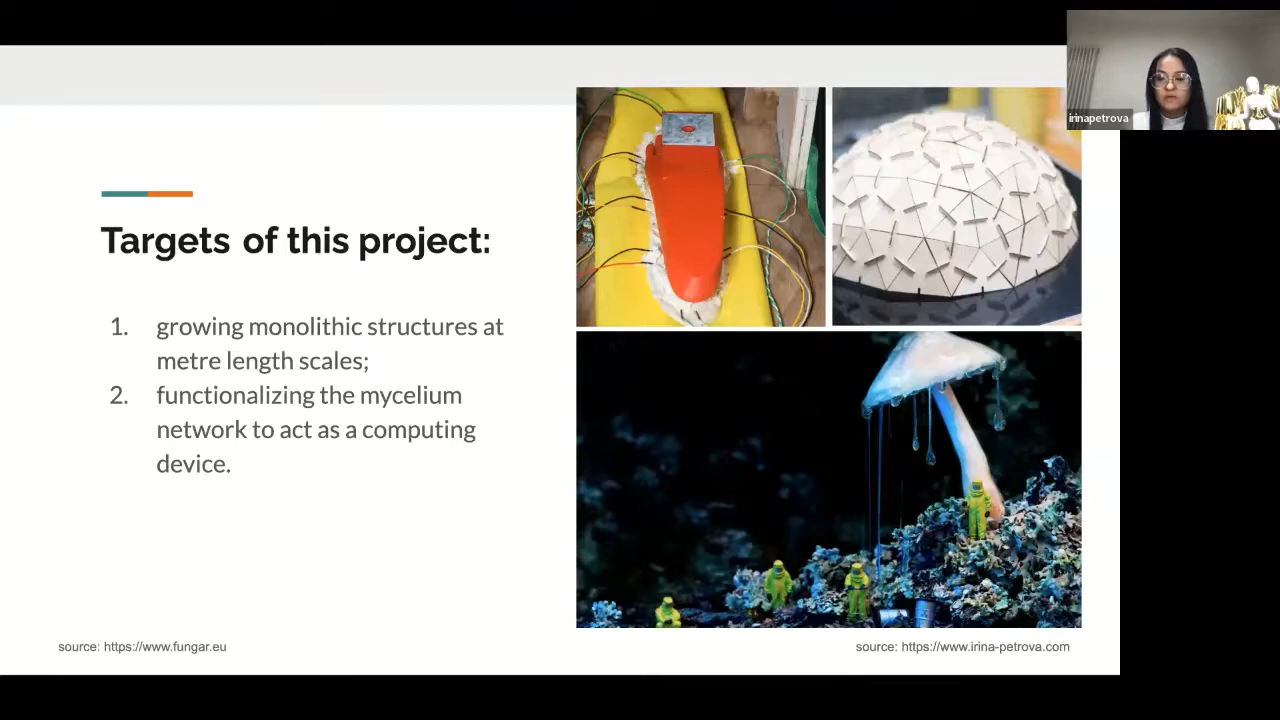 irinapetrova
Targets of this project:
1. growing monolithic structures at
metre length scales;
2. functionalizing the mycelium
network to act as a computing
device.
source: https://www.fungar.eu
source: https://www.irina-petrova.com